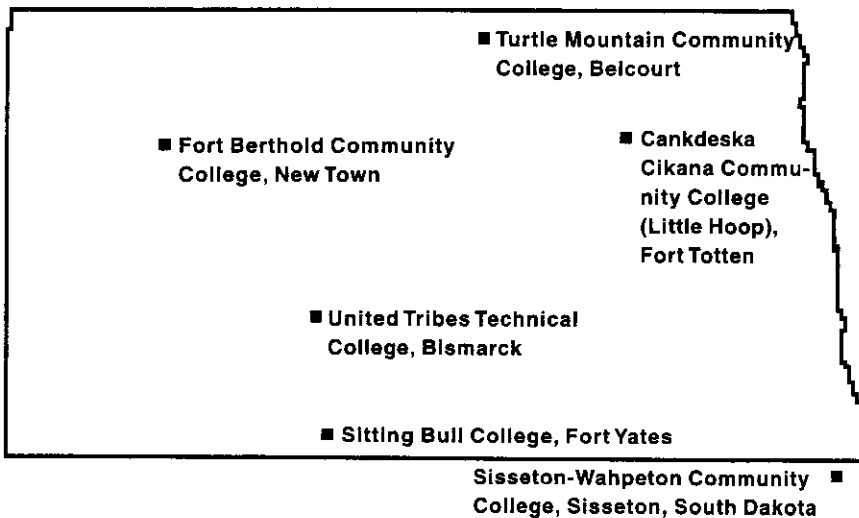 Turtle Mountain Community
College, Belcourt
Fort Berthold Community
College, New Town
Cankdeska
Cikana Commu-
nity College
(Little Hoop),
Fort Totten
United Tribes Technical
College, Bismarck
Sitting Bull College, Fort Yates
Sisseton-Wahpeton Community
College, Sisseton, South Dakota